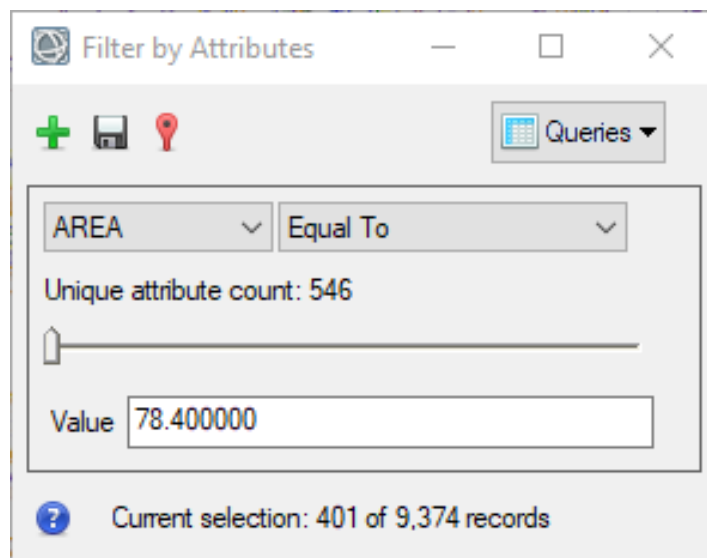 Filter by Attributes
Queries
AREA Equal To
Unique attribute count: 546
Value 78.400000
Current selection: 401 of 9,374 records